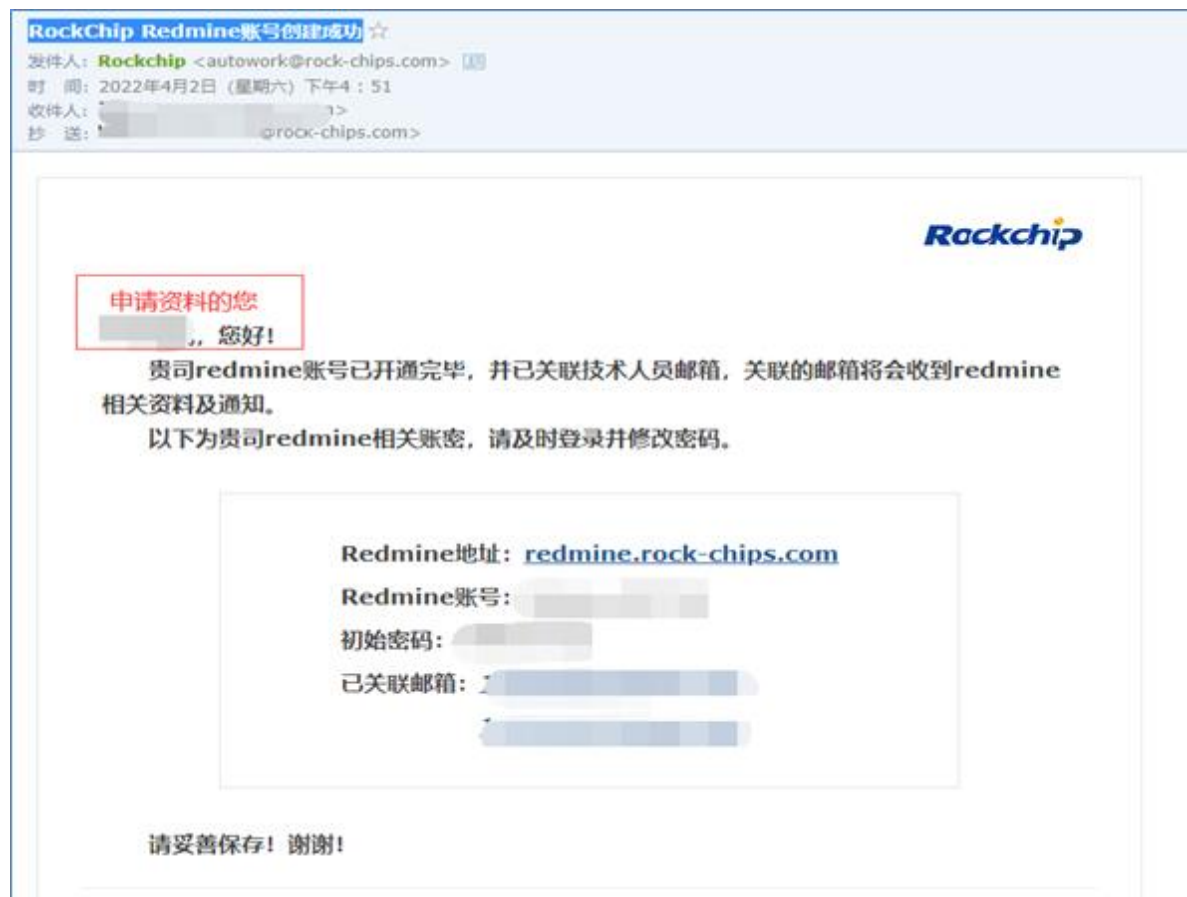 RockChip Redmine账号创建成功
发件人：Rockchip <autowork@rock-chips.com>
时 间：2022年4月2日（星期六）下午4：51
收件人：
抄 送： @rock-chips.com>
Rockchip
申请资料的您
,，您好！
贵司redmine账号已开通完毕，并已关联技术人员邮箱，关联的邮箱将会收到redmine
相关资料及通知。
以下为贵司redmine相关账密，请及时登录并修改密码。
Redmine地址：redmine.rock-chips.com
Redmine账号：
初始密码：
已关联邮箱：
请妥善保存！谢谢！